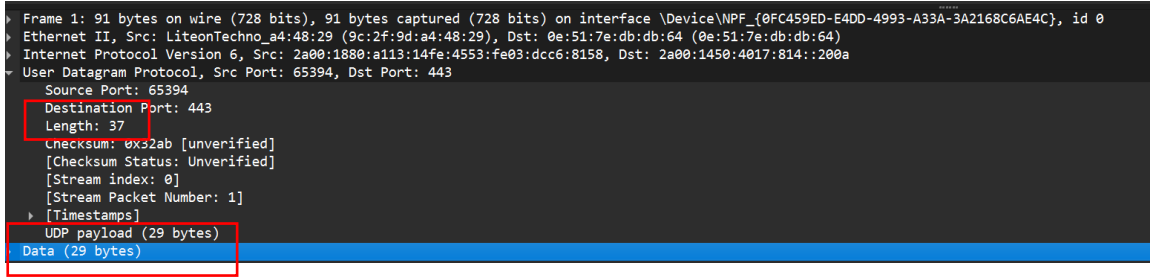 Frame 1: 91 bytes on wire (728 bits), 91 bytes captured (728 bits) on interface \Device\NPF_{0FC459ED-E4DD-4993-A33A-3A2168C6AE4C}, id 0
Ethernet II, Src: LiteonTechno_a4:48:29 (9c:2f:9d:a4:48:29), Dst: 0e:51:7e:db:db:64 (0e:51:7e:db:db:64)
Internet Protocol Version 6, Src: 2a00:1880:a113:14fe:4553:fe03:dcc6:8158, Dst: 2a00:1450:4017:814::200a
User Datagram Protocol, Src Port: 65394, Dst Port: 443
Source Port: 65394
Destination Port: 443
Length: 37
Checksum: 0x32ab [unverified]
[Checksum Status: Unverified]
[Stream index: 0]
[Stream Packet Number: 1]
[Timestamps]
UDP payload (29 bytes)
Data (29 bytes)